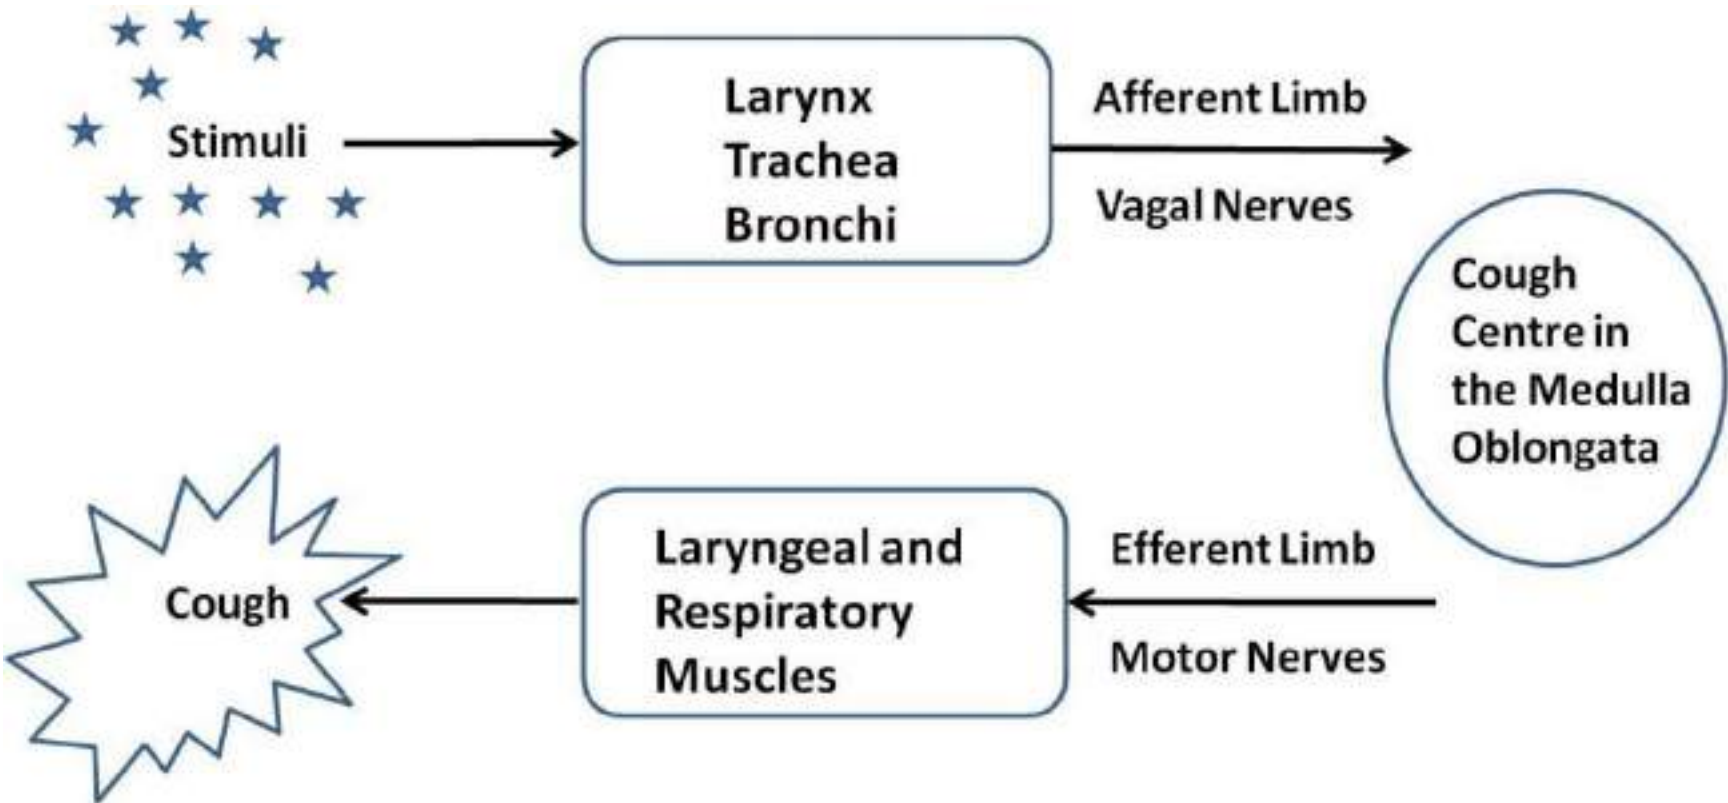 Stimuli
Larynx
Trachea
Bronchi
Afferent Limb
Vagal Nerves
Cough
Centre in
the Medulla
Oblongata
Efferent Limb
Motor Nerves
Laryngeal and
Respiratory
Muscles
Cough